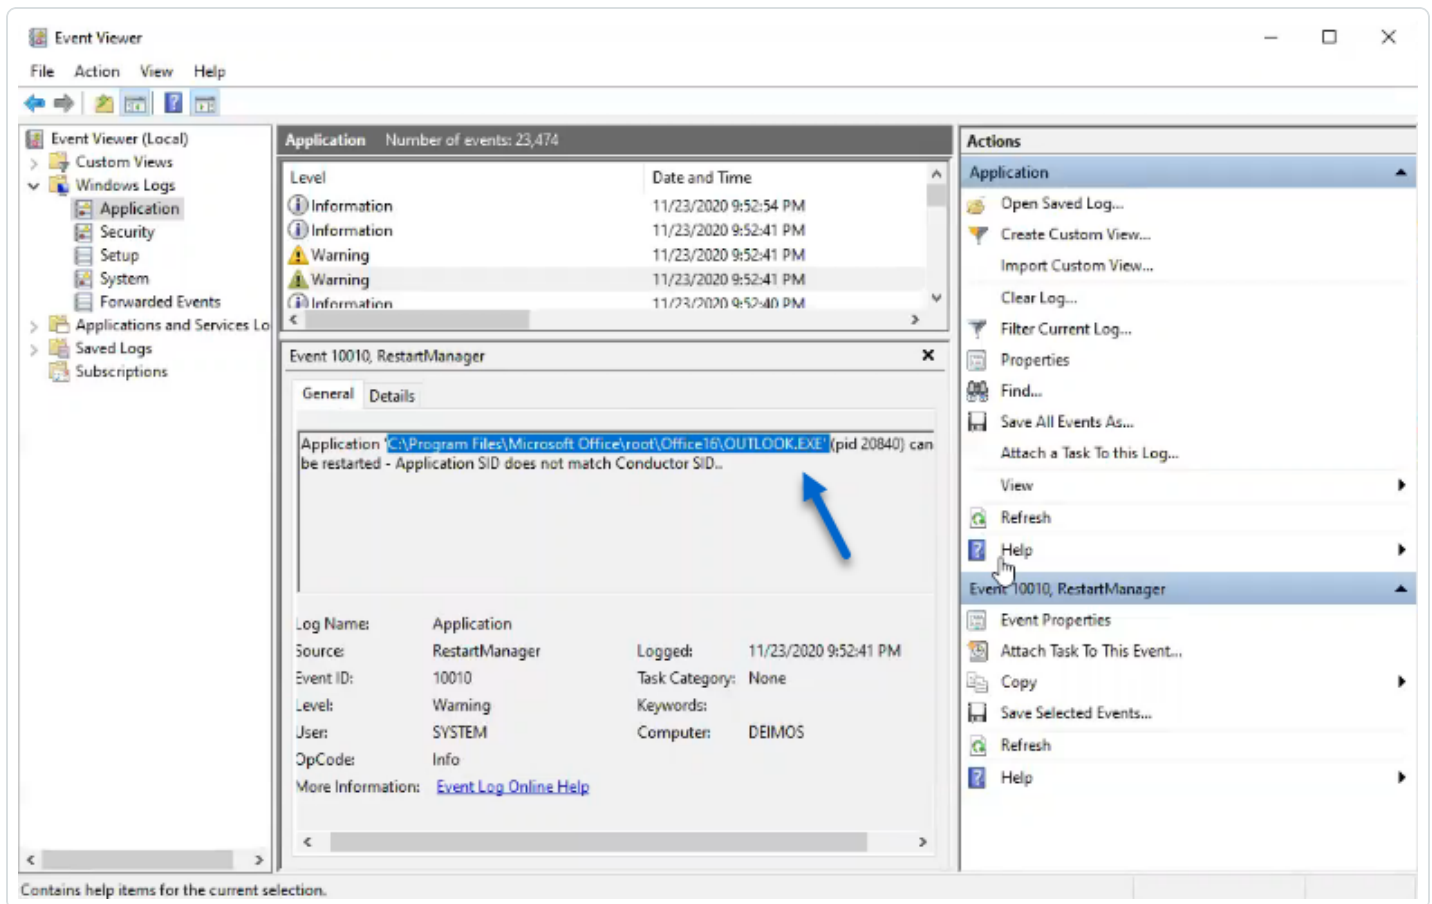 Event Viewer
File Action View Help
Event Viewer (Local)
Custom Views
Windows Logs
Application
Security
Setup
System
Forwarded Events
Applications and Services Lo
Saved Logs
Subscriptions
Application Number of events: 23,474
Level Date and Time
Information 11/23/2020 9:52:54 PM
Information 11/23/2020 9:52:41 PM
Warning 11/23/2020 9:52:41 PM
Warning 11/23/2020 9:52:41 PM
Information 11/23/2020 9:52:40 PM
Event 10010, RestartManager
General Details
Application 'C:\Program Files\Microsoft Office\root\Office16\OUTLOOK.EXE' (pid 20840) can
be restarted - Application SID does not match Conductor SID..
Log Name: Application
Source: RestartManager Logged: 11/23/2020 9:52:41 PM
Event ID: 10010 Task Category: None
Level: Warning Keywords:
User: SYSTEM Computer: DEIMOS
OpCode: Info
More Information: Event Log Online Help
Actions
Application
Open Saved Log...
Create Custom View...
Import Custom View...
Clear Log...
Filter Current Log...
Properties
Find...
Save All Events As...
Attach a Task To this Log...
View
Refresh
Help
Event 10010, RestartManager
Event Properties
Attach Task To This Event...
Copy
Save Selected Events...
Refresh
Help
Contains help items for the current selection.